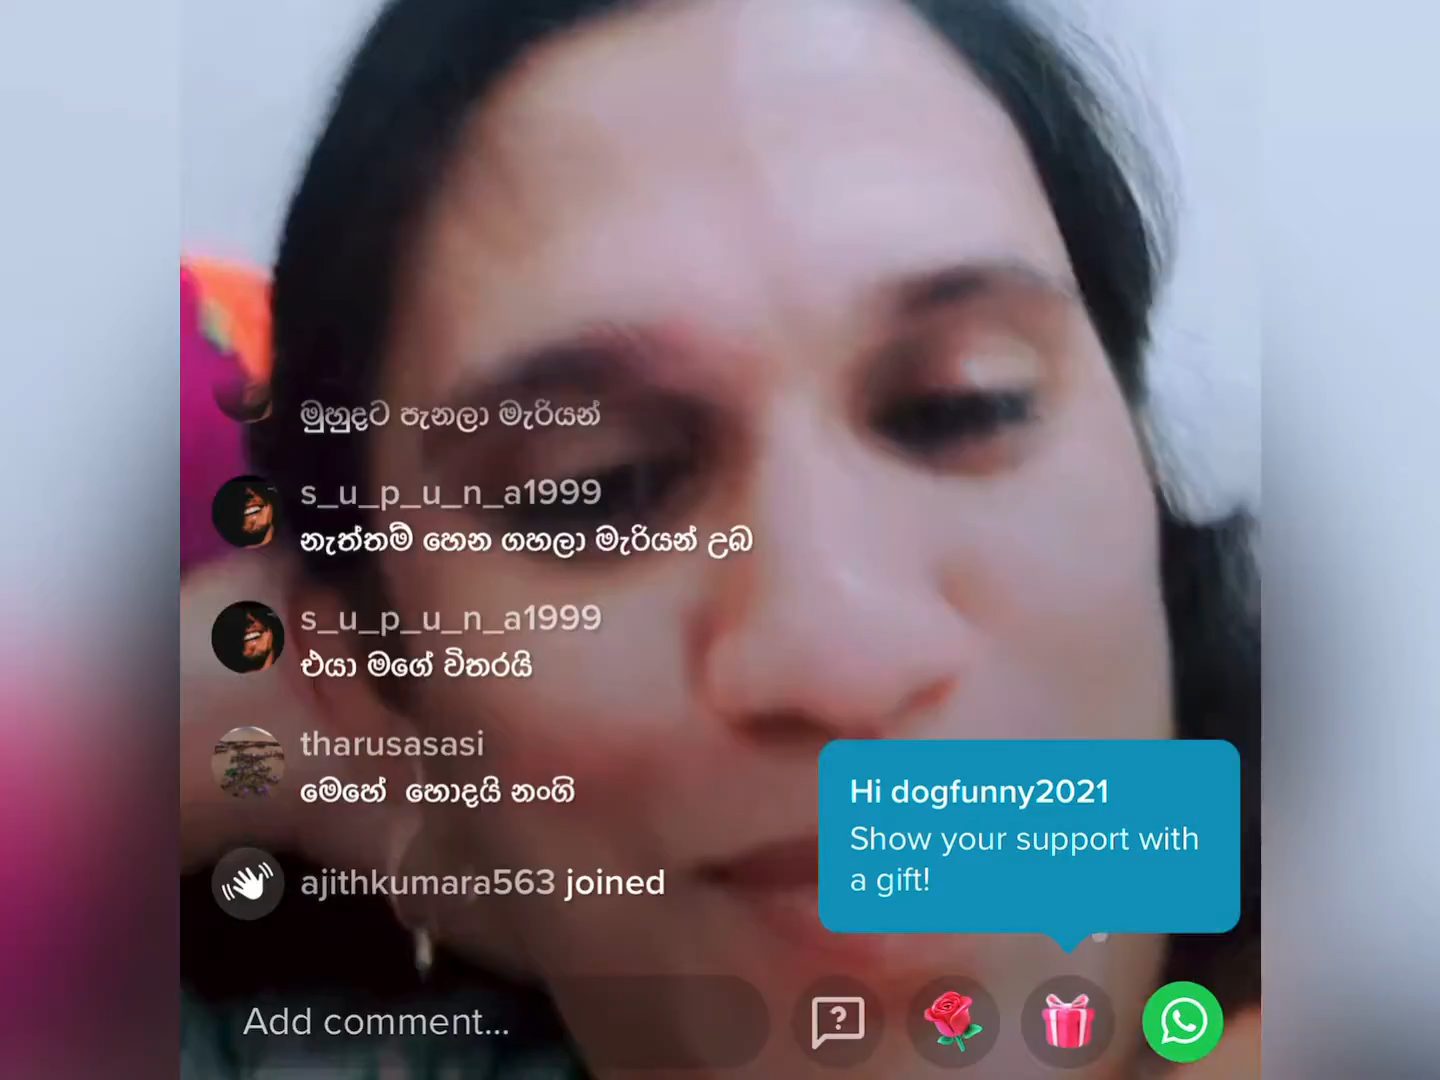 මුහුදට පැනලා මැරියන්
s_u_p_u_n_a1999
නැත්තම් හෙන ගහලා මැරියන් උබ
s_u_p_u_n_a1999
එයා මගේ විතරයි
tharusasasi
මෙහේ හොදයි නංගි
ajithkumara563 joined
Hi dogfunny2021
Show your support with
a gift!
Add comment...